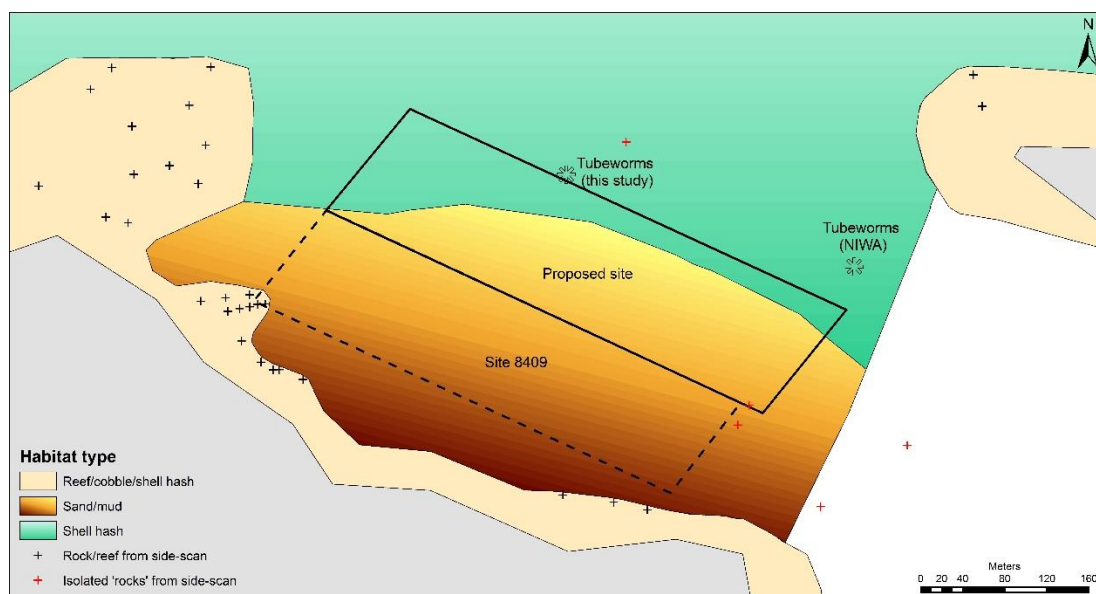 N
Tubeworms
(this study)
Tubeworms
(NIWA)
Proposed site
Site 8409
Habitat type
Reef/cobble/shell hash
Sand/mud
Shell hash
Rock/reef from side-scan
Isolated 'rocks' from side-scan
Meters
0 20 40 80 120 160